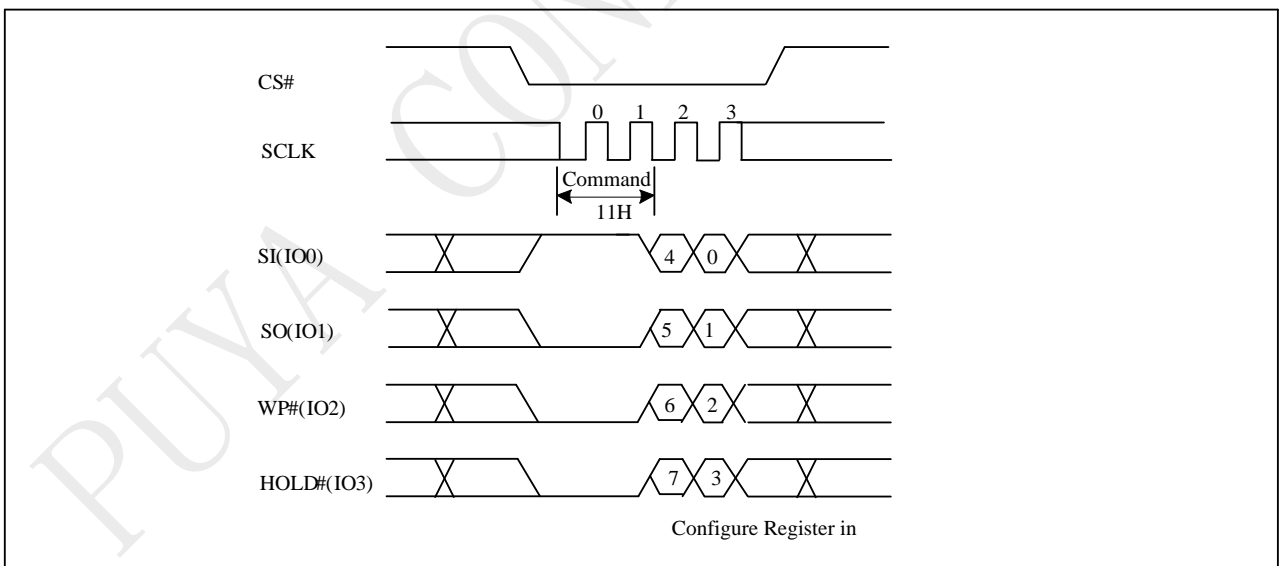 CS#
0 1 2 3
SCLK
Command
11H
SI(IO0)
4 0
SO(IO1)
5 1
WP#(IO2)
6 2
HOLD#(IO3)
7 3
Configure Register in
PUYA CON